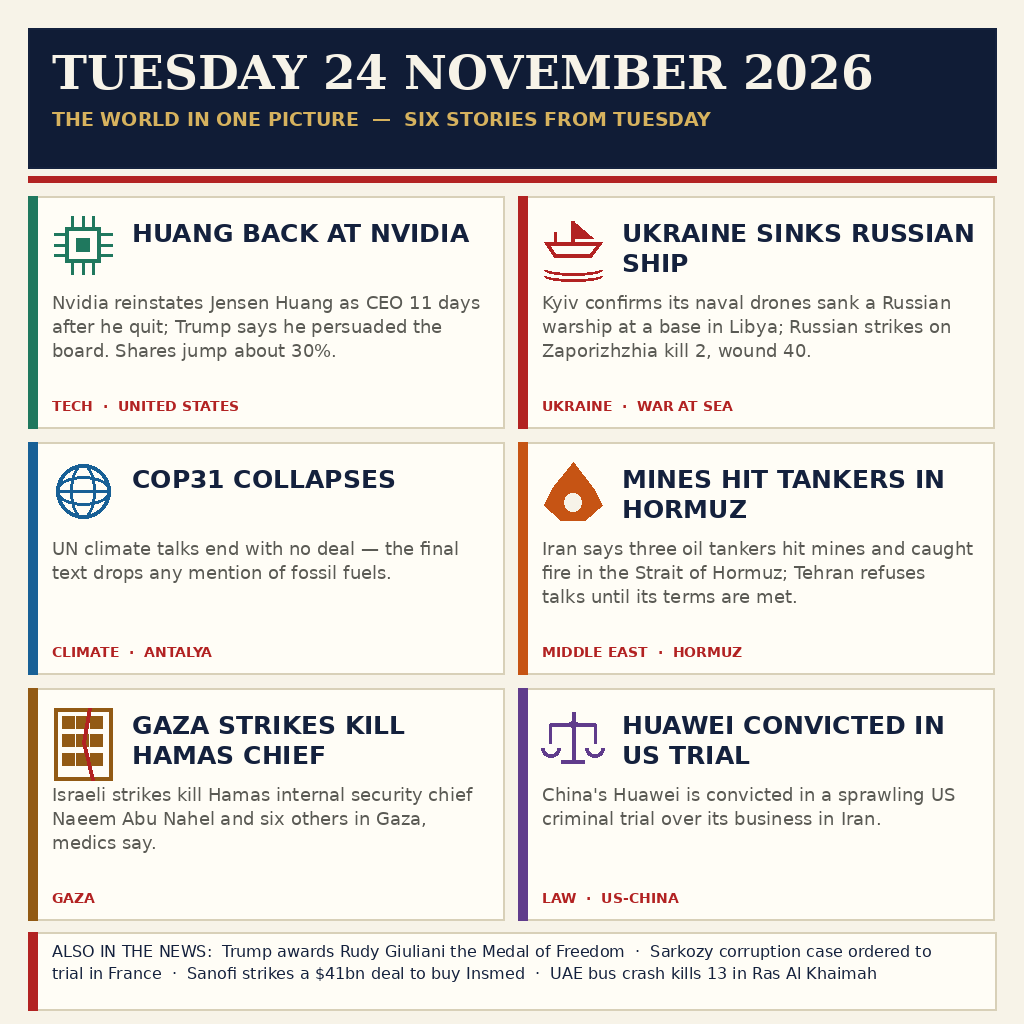 TUESDAY 24 NOVEMBER 2026
THE WORLD IN ONE PICTURE — SIX STORIES FROM TUESDAY
HUANG BACK AT NVIDIA
Nvidia reinstates Jensen Huang as CEO 11 days
after he quit; Trump says he persuaded the
board. Shares jump about 30%.
TECH · UNITED STATES
UKRAINE SINKS RUSSIAN
SHIP
Kyiv confirms its naval drones sank a Russian
warship at a base in Libya; Russian strikes on
Zaporizhzhia kill 2, wound 40.
UKRAINE · WAR AT SEA
COP31 COLLAPSES
UN climate talks end with no deal — the final
text drops any mention of fossil fuels.
CLIMATE · ANTALYA
MINES HIT TANKERS IN
HORMUZ
Iran says three oil tankers hit mines and caught
fire in the Strait of Hormuz; Tehran refuses
talks until its terms are met.
MIDDLE EAST · HORMUZ
GAZA STRIKES KILL
HAMAS CHIEF
Israeli strikes kill Hamas internal security chief
Naeem Abu Nahel and six others in Gaza,
medics say.
GAZA
HUAWEI CONVICTED IN
US TRIAL
China's Huawei is convicted in a sprawling US
criminal trial over its business in Iran.
LAW · US-CHINA
ALSO IN THE NEWS: Trump awards Rudy Giuliani the Medal of Freedom · Sarkozy corruption case ordered to
trial in France · Sanofi strikes a $41bn deal to buy Insmed · UAE bus crash kills 13 in Ras Al Khaimah